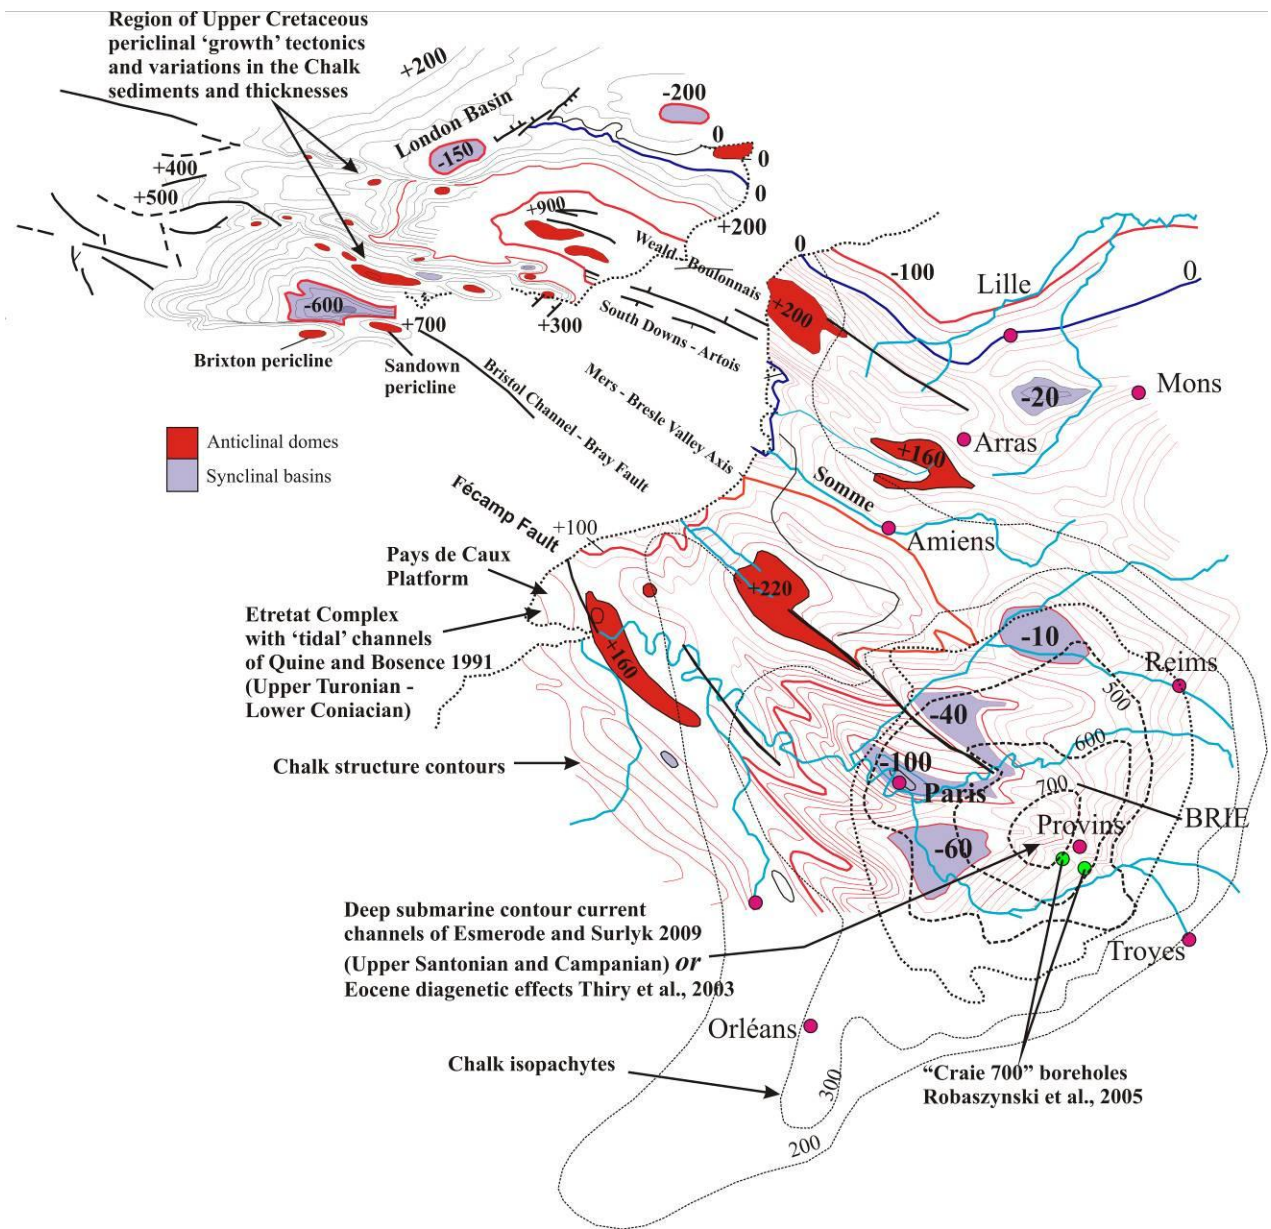 Region of Upper Cretaceous
periclinal ‘growth’ tectonics
and variations in the Chalk
sediments and thicknesses
+200
London Basin
-200
-150
0
0
0
+400
+500
+900
+200
Weald - Boulonnais
0
-100
Lille
0
-600
+700
+300
+200
South Downs - Artois
Brixton pericline
Sandown
pericline
Bristol Channel - Bray Fault
Mers - Bresle Valley Axis
-20
Mons
Anticlinal domes
Synclinal basins
Arras
+160
Somme
Fécamp Fault
+100
Amiens
Pays de Caux
Platform
+220
Etretat Complex
with ‘tidal’ channels
of Quine and Bosence 1991
(Upper Turonian -
Lower Coniacian)
+160
-10
Reims
500
-40
600
Chalk structure contours
-100
Paris
700
Provins
BRIE
-60
Deep submarine contour current
channels of Esmerode and Surlyk 2009
(Upper Santonian and Campanian) or
Eocene diagenetic effects Thiry et al., 2003
Troyes
Orléans
Chalk isopachytes
300
“Craie 700” boreholes
Robaszynski et al., 2005
200